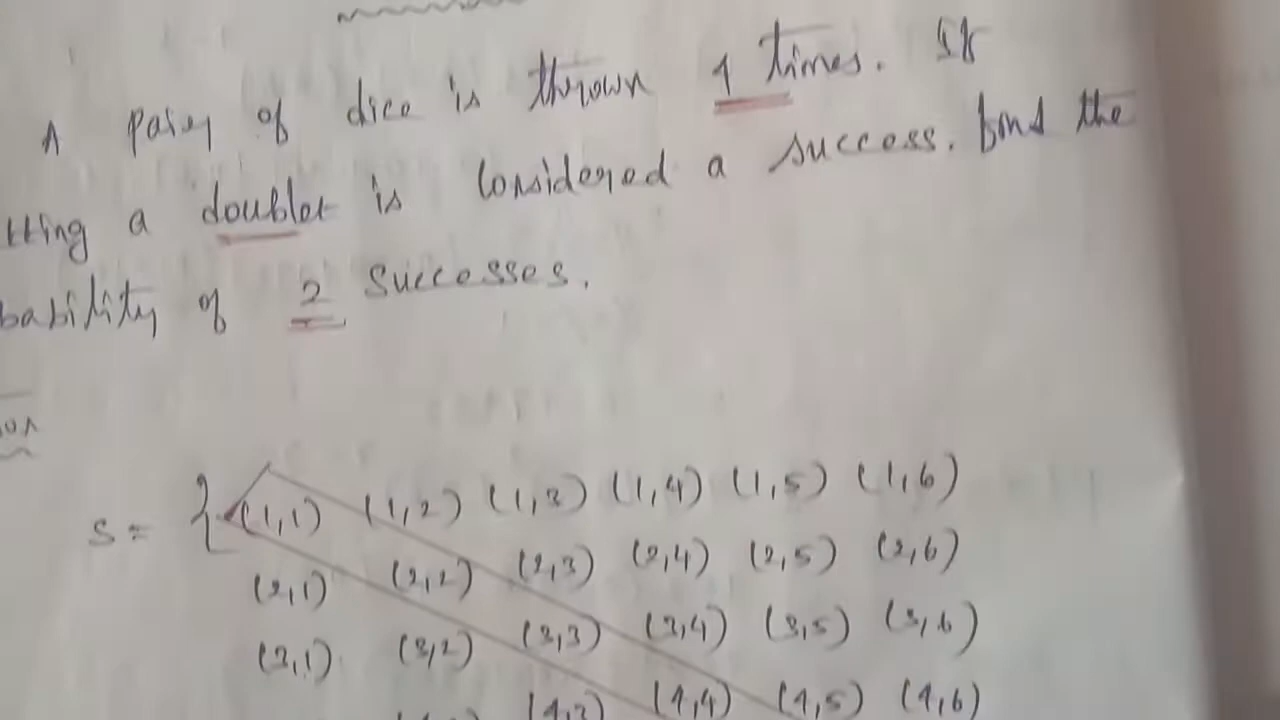 A pair of dice is thrown 4 times. If
tting a doublet is considered a success. find the
bability of 2 successes.
S = { (1,1) (1,2) (1,3) (1,4) (1,5) (1,6)
(2,1) (2,2) (2,3) (2,4) (2,5) (2,6)
(3,1) (3,2) (3,3) (3,4) (3,5) (3,6)
(4,3) (4,4) (4,5) (4,6)